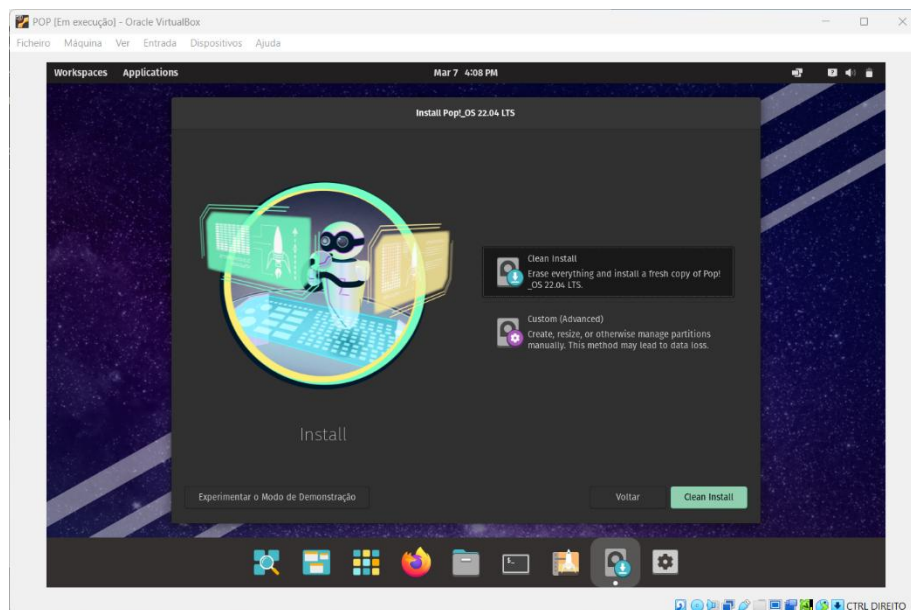 POP [Em execução] - Oracle VirtualBox
Ficheiro Máquina Ver Entrada Dispositivos Ajuda
Workspaces Applications Mar 7 4:08 PM
Install Pop!_OS 22.04 LTS
Clean Install
Erase everything and install a fresh copy of Pop!
_OS 22.04 LTS.
Custom (Advanced)
Create, resize, or otherwise manage partitions
manually. This method may lead to data loss.
Install
Experimentar o Modo de Demonstração Voltar Clean Install
CTRL DIREITO